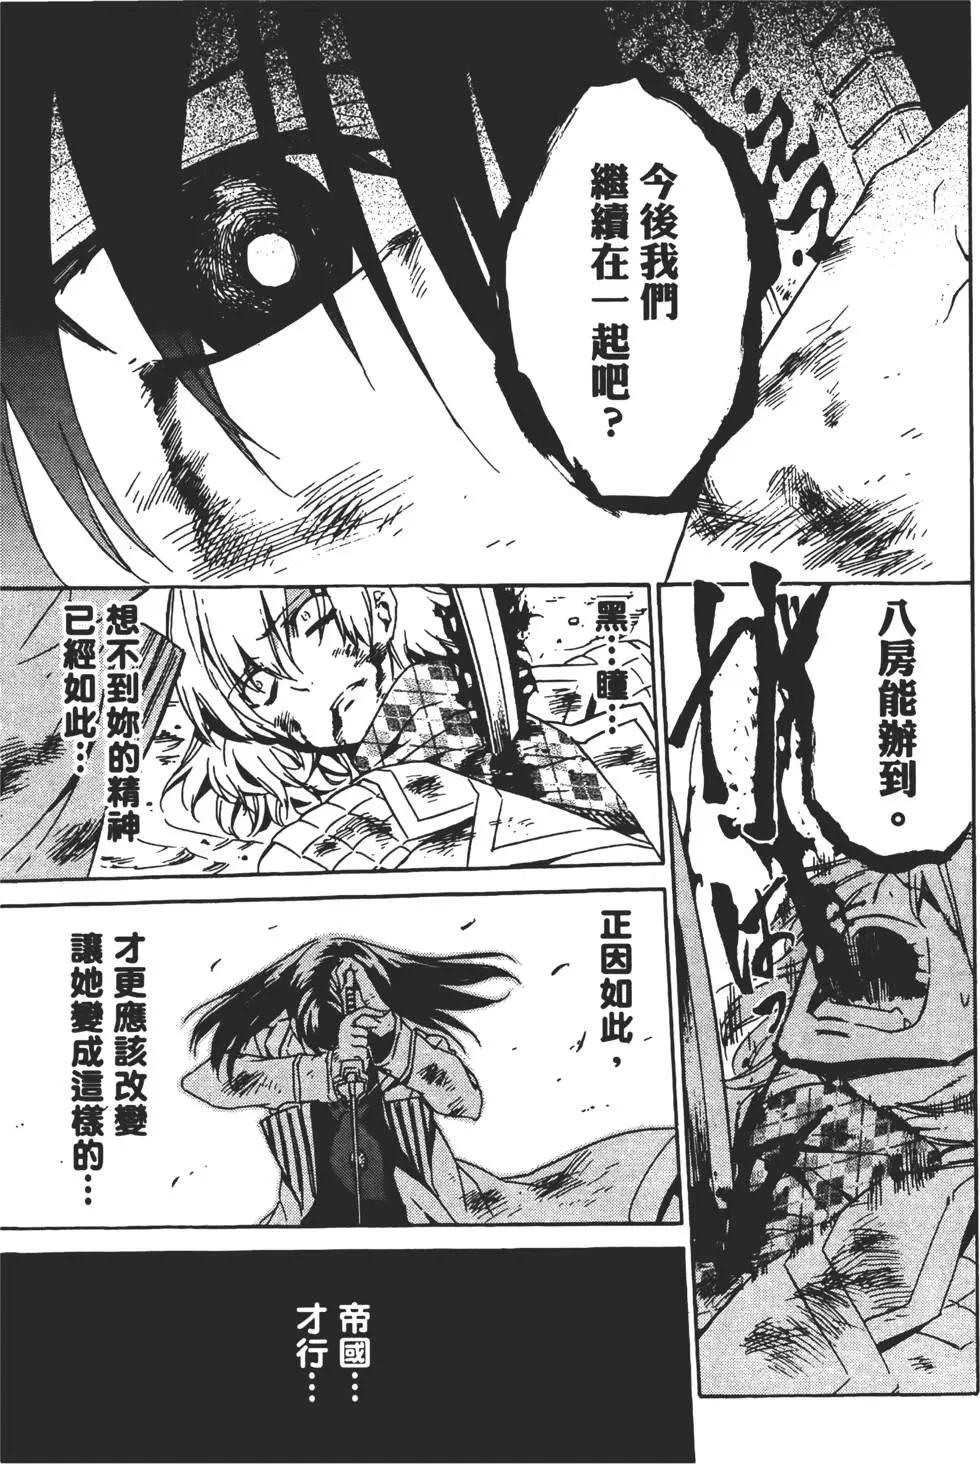 今後我們
繼續在一起吧？
八房能辦到。
黑…瞳…
想不到妳的精神
已經如此…
正因如此，
才更應該改變
讓她變成這樣的…
帝國…
才行…